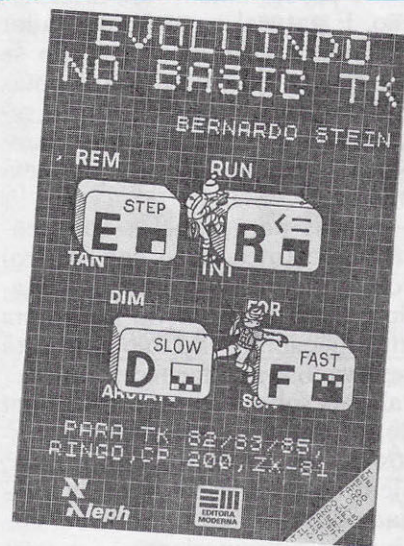 EVOLUINDO
NO BASIC TK
BERNARDO STEIN
REM RUN
STEP <=
E R
TAN INT
DIM FOR
SLOW FAST
D F
PARA TK 82/83/85,
RINGO,CP 200,ZX-81
Aleph EDITORA
MODERNA